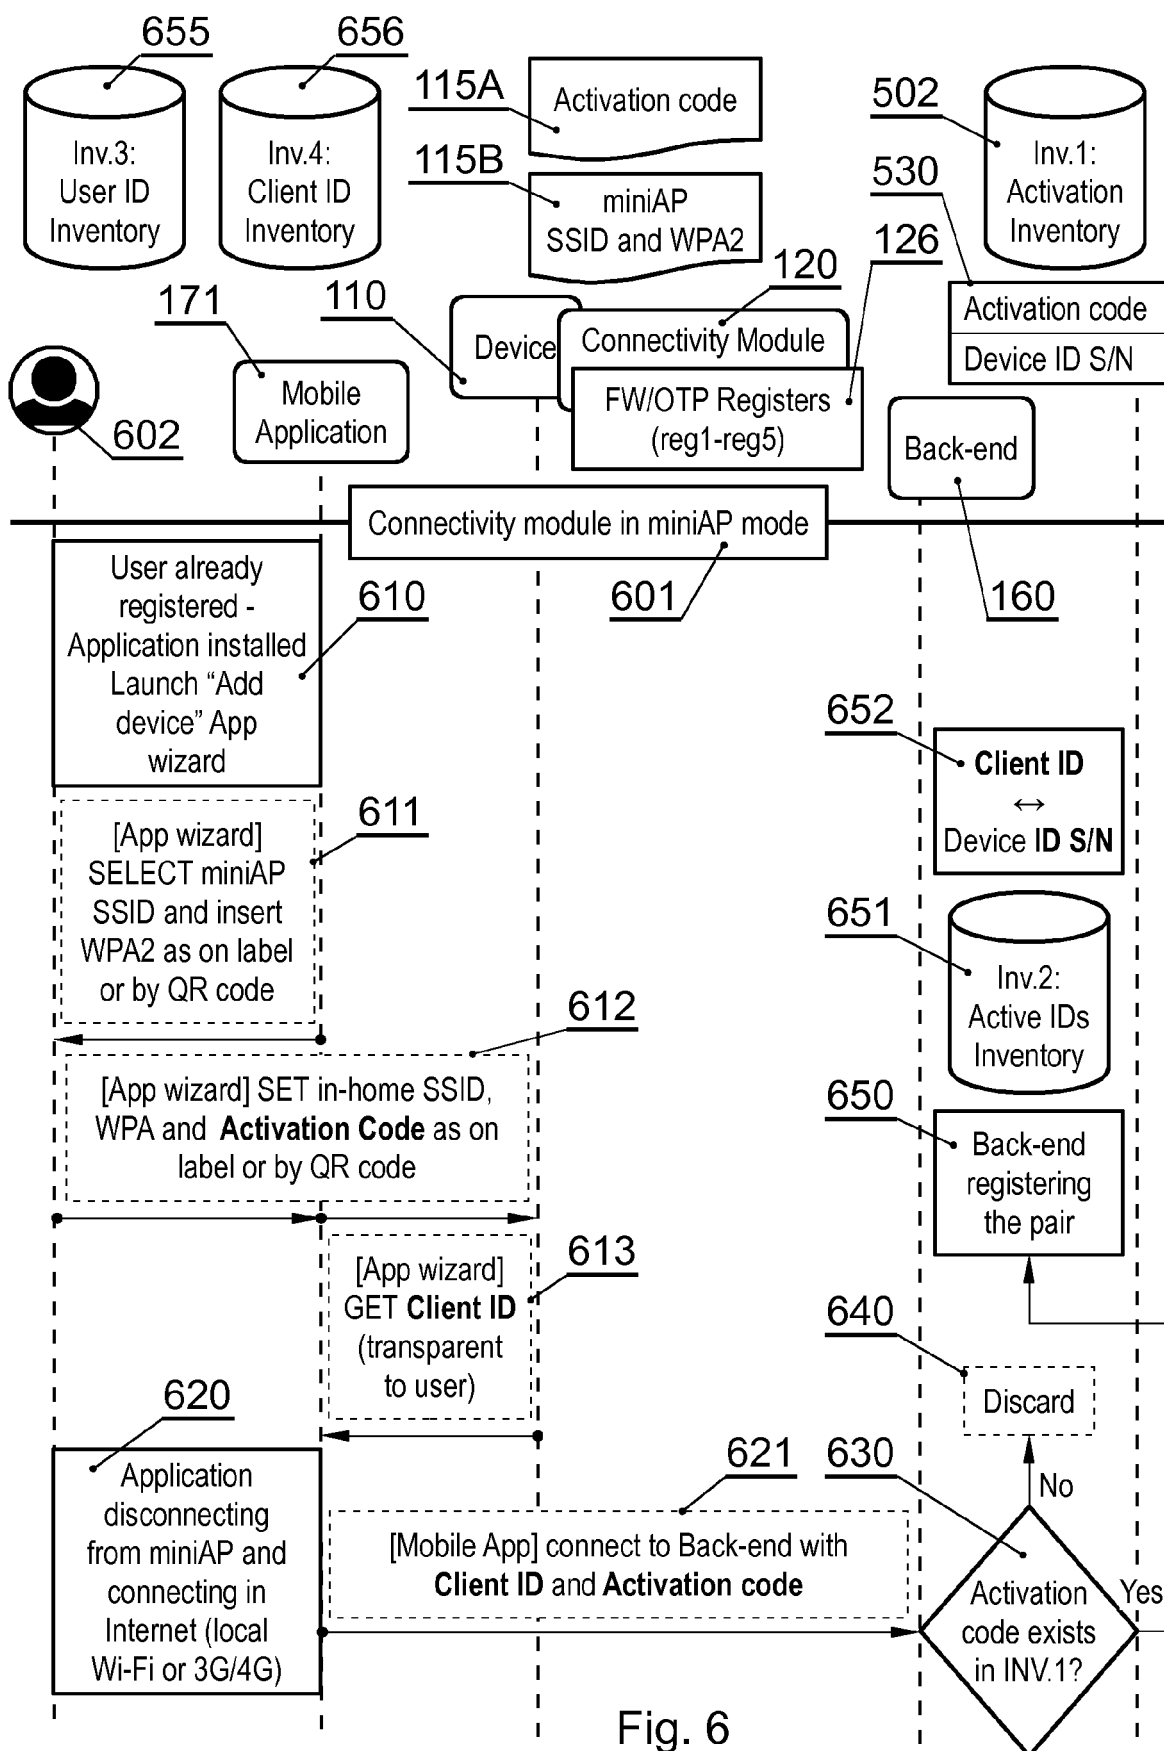 655
656
Inv.3:
User ID
Inventory
Inv.4:
Client ID
Inventory
115A
Activation code
115B
miniAP
SSID and WPA2
502
Inv.1:
Activation
Inventory
530
Activation code
Device ID S/N
126
120
110
171
Device
Connectivity Module
FW/OTP Registers
(reg1-reg5)
Mobile
Application
602
Back-end
160
Connectivity module in miniAP mode
601
User already
registered -
Application installed
Launch “Add
device” App
wizard
610
611
[App wizard]
SELECT miniAP
SSID and insert
WPA2 as on label
or by QR code
612
[App wizard] SET in-home SSID,
WPA and Activation Code as on
label or by QR code
613
[App wizard]
GET Client ID
(transparent
to user)
652
Client ID
↔
Device ID S/N
651
Inv.2:
Active IDs
Inventory
650
Back-end
registering
the pair
640
Discard
620
Application
disconnecting
from miniAP and
connecting in
Internet (local
Wi-Fi or 3G/4G)
621
[Mobile App] connect to Back-end with
Client ID and Activation code
630
No
Activation
code exists
in INV.1?
Yes
Fig. 6